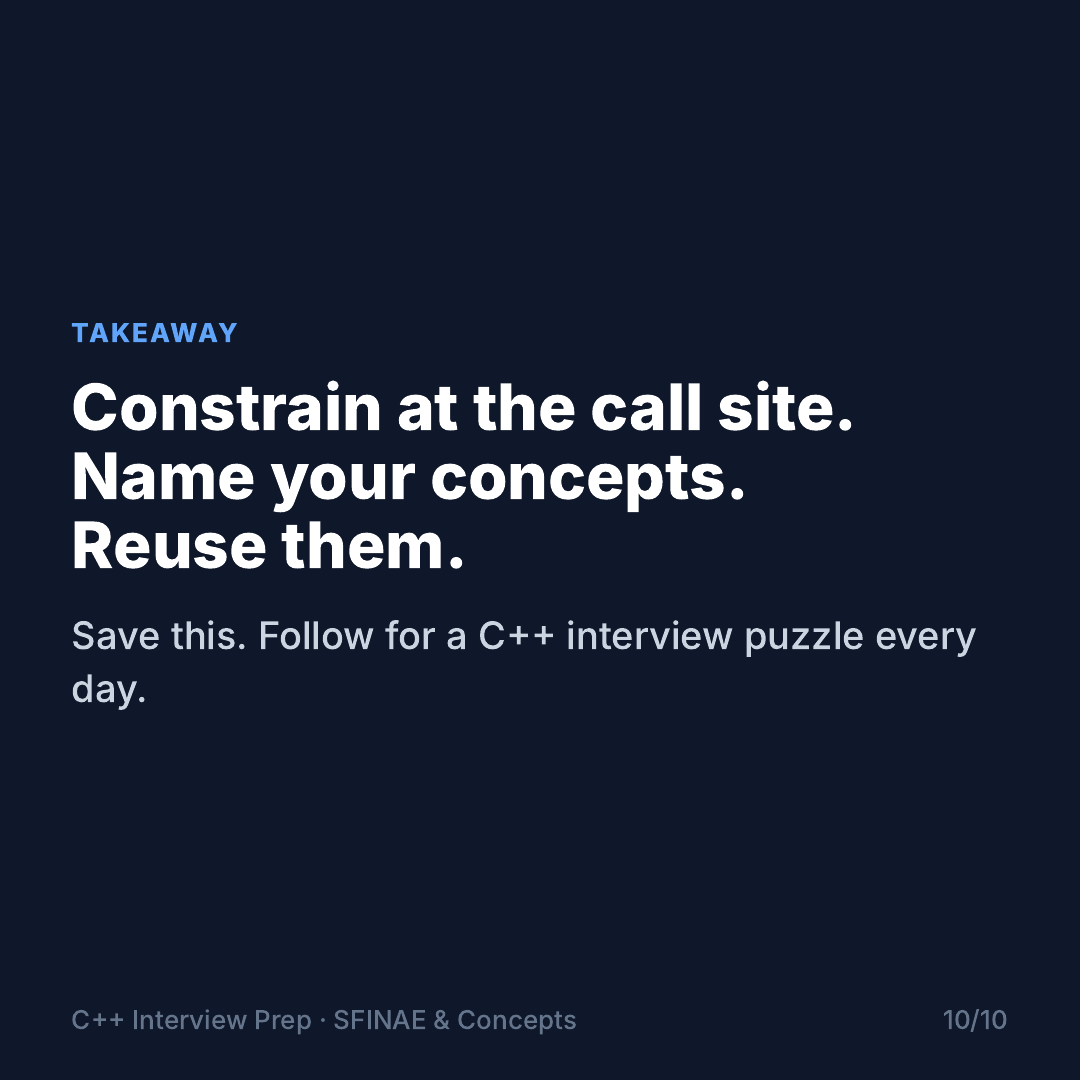 TAKEAWAY
Constrain at the call site.
Name your concepts.
Reuse them.
Save this. Follow for a C++ interview puzzle every
day.
C++ Interview Prep · SFINAE & Concepts
10/10